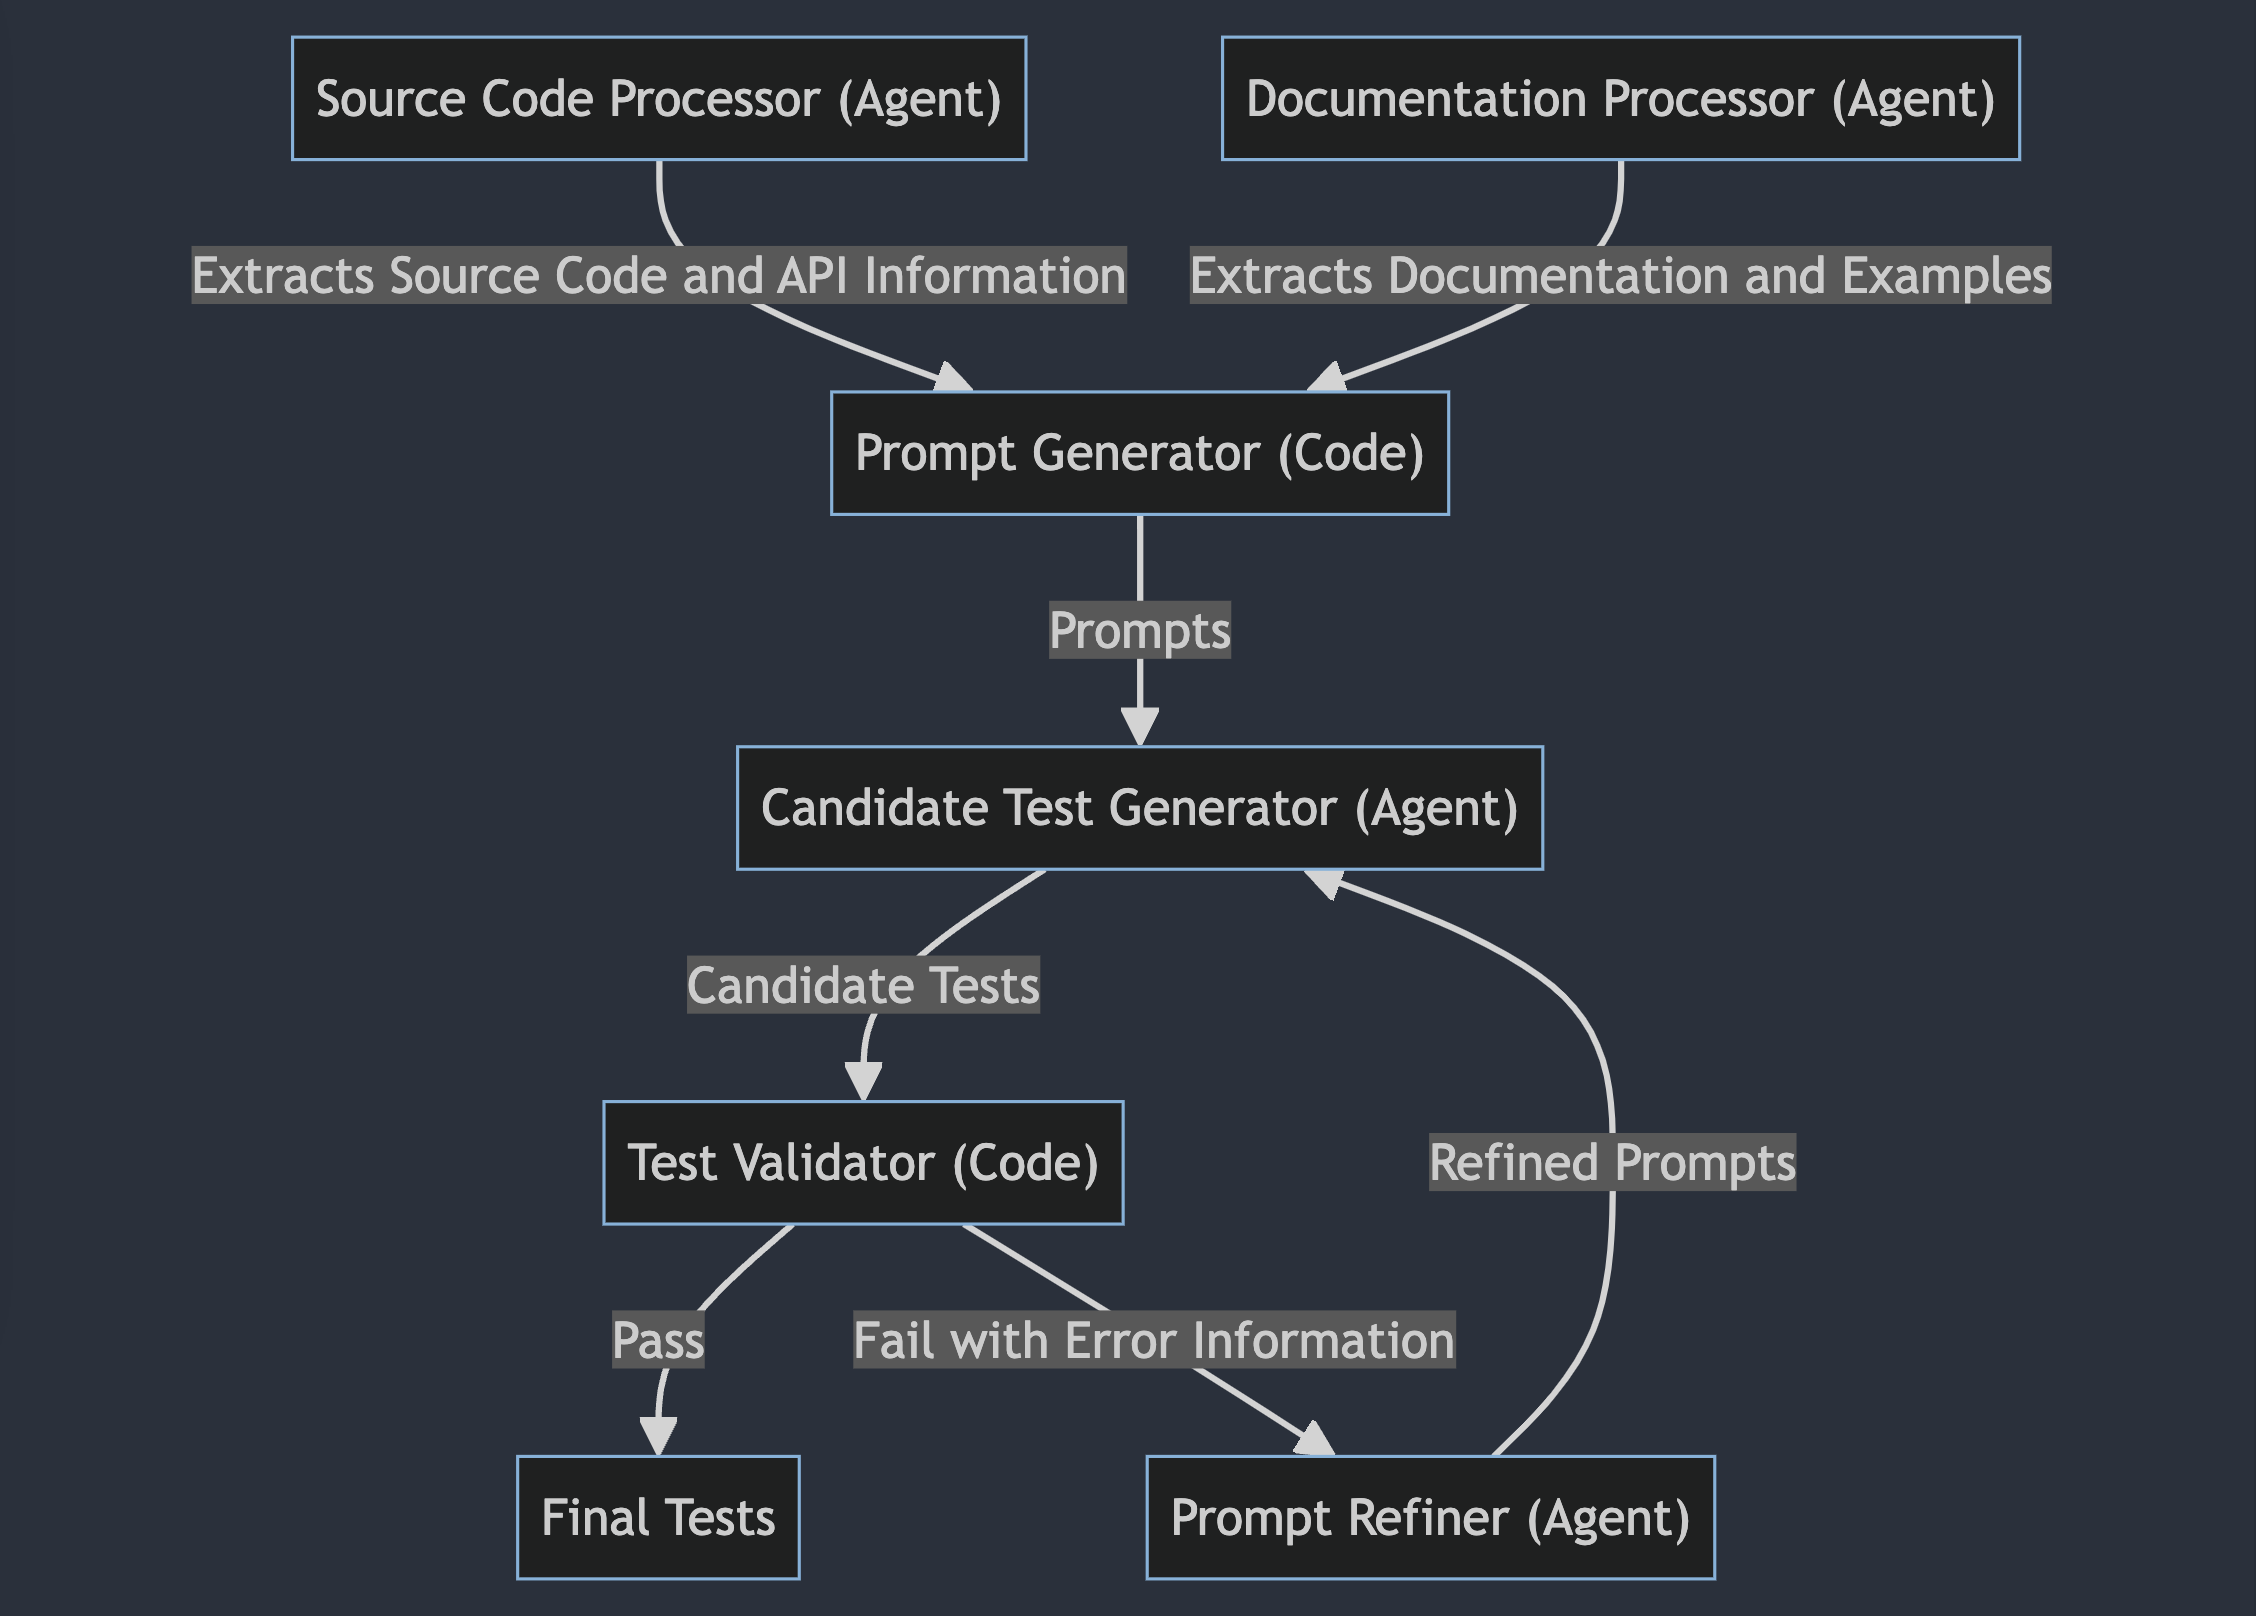 Source Code Processor (Agent)
Documentation Processor (Agent)
Extracts Source Code and API Information
Extracts Documentation and Examples
Prompt Generator (Code)
Prompts
Candidate Test Generator (Agent)
Candidate Tests
Test Validator (Code)
Refined Prompts
Pass
Fail with Error Information
Final Tests
Prompt Refiner (Agent)